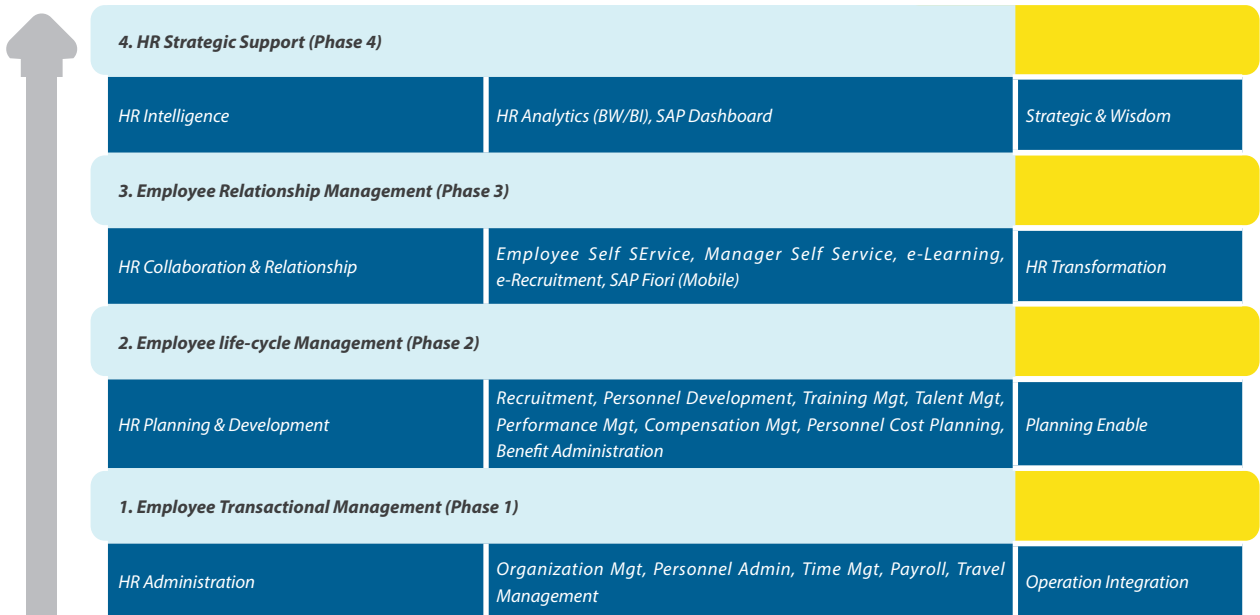 4. HR Strategic Support (Phase 4)
HR Intelligence
HR Analytics (BW/BI), SAP Dashboard
Strategic & Wisdom
3. Employee Relationship Management (Phase 3)
HR Collaboration & Relationship
Employee Self SErvice, Manager Self Service, e-Learning,
e-Recruitment, SAP Fiori (Mobile)
HR Transformation
2. Employee life-cycle Management (Phase 2)
HR Planning & Development
Recruitment, Personnel Development, Training Mgt, Talent Mgt,
Performance Mgt, Compensation Mgt, Personnel Cost Planning,
Benefit Administration
Planning Enable
1. Employee Transactional Management (Phase 1)
HR Administration
Organization Mgt, Personnel Admin, Time Mgt, Payroll, Travel
Management
Operation Integration